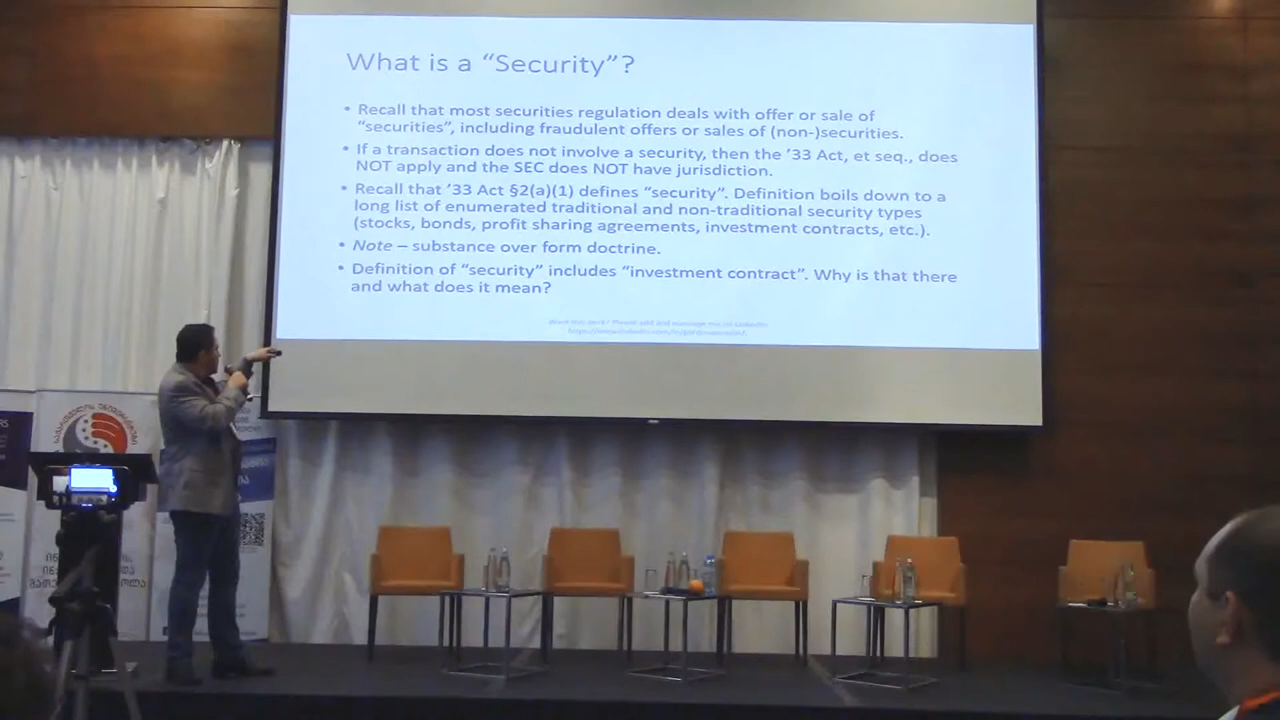 What is a “Security”?
• Recall that most securities regulation deals with offer or sale of
“securities”, including fraudulent offers or sales of (non-)securities.
• If a transaction does not involve a security, then the ’33 Act, et seq., does
NOT apply and the SEC does NOT have jurisdiction.
• Recall that ’33 Act §2(a)(1) defines “security”. Definition boils down to a
long list of enumerated traditional and non-traditional security types
(stocks, bonds, profit sharing agreements, investment contracts, etc.).
• Note – substance over form doctrine.
• Definition of “security” includes “investment contract”. Why is that there
and what does it mean?